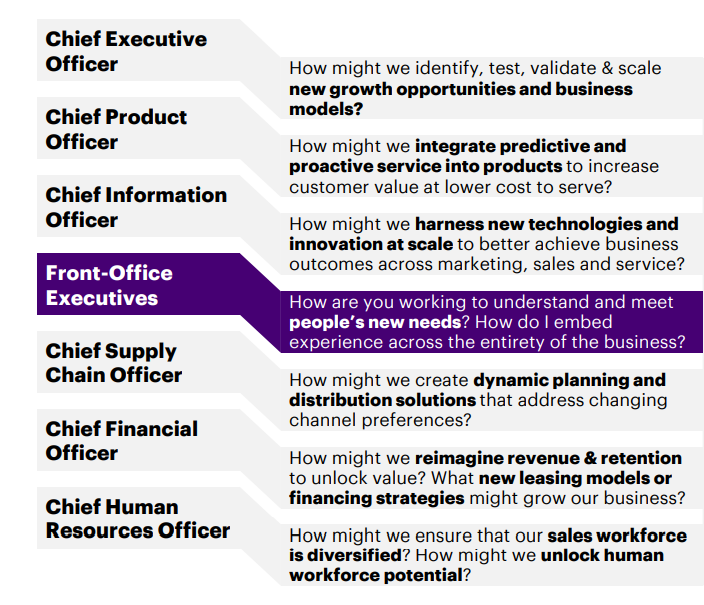 Chief Executive
Officer
How might we identify, test, validate & scale
new growth opportunities and business
models?
Chief Product
Officer
How might we integrate predictive and
proactive service into products to increase
customer value at lower cost to serve?
Chief Information
Officer
How might we harness new technologies and
innovation at scale to better achieve business
outcomes across marketing, sales and service?
Front-Office
Executives
How are you working to understand and meet
people’s new needs? How do I embed
experience across the entirety of the business?
Chief Supply
Chain Officer
How might we create dynamic planning and
distribution solutions that address changing
channel preferences?
Chief Financial
Officer
How might we reimagine revenue & retention
to unlock value? What new leasing models or
financing strategies might grow our business?
Chief Human
Resources Officer
How might we ensure that our sales workforce
is diversified? How might we unlock human
workforce potential?